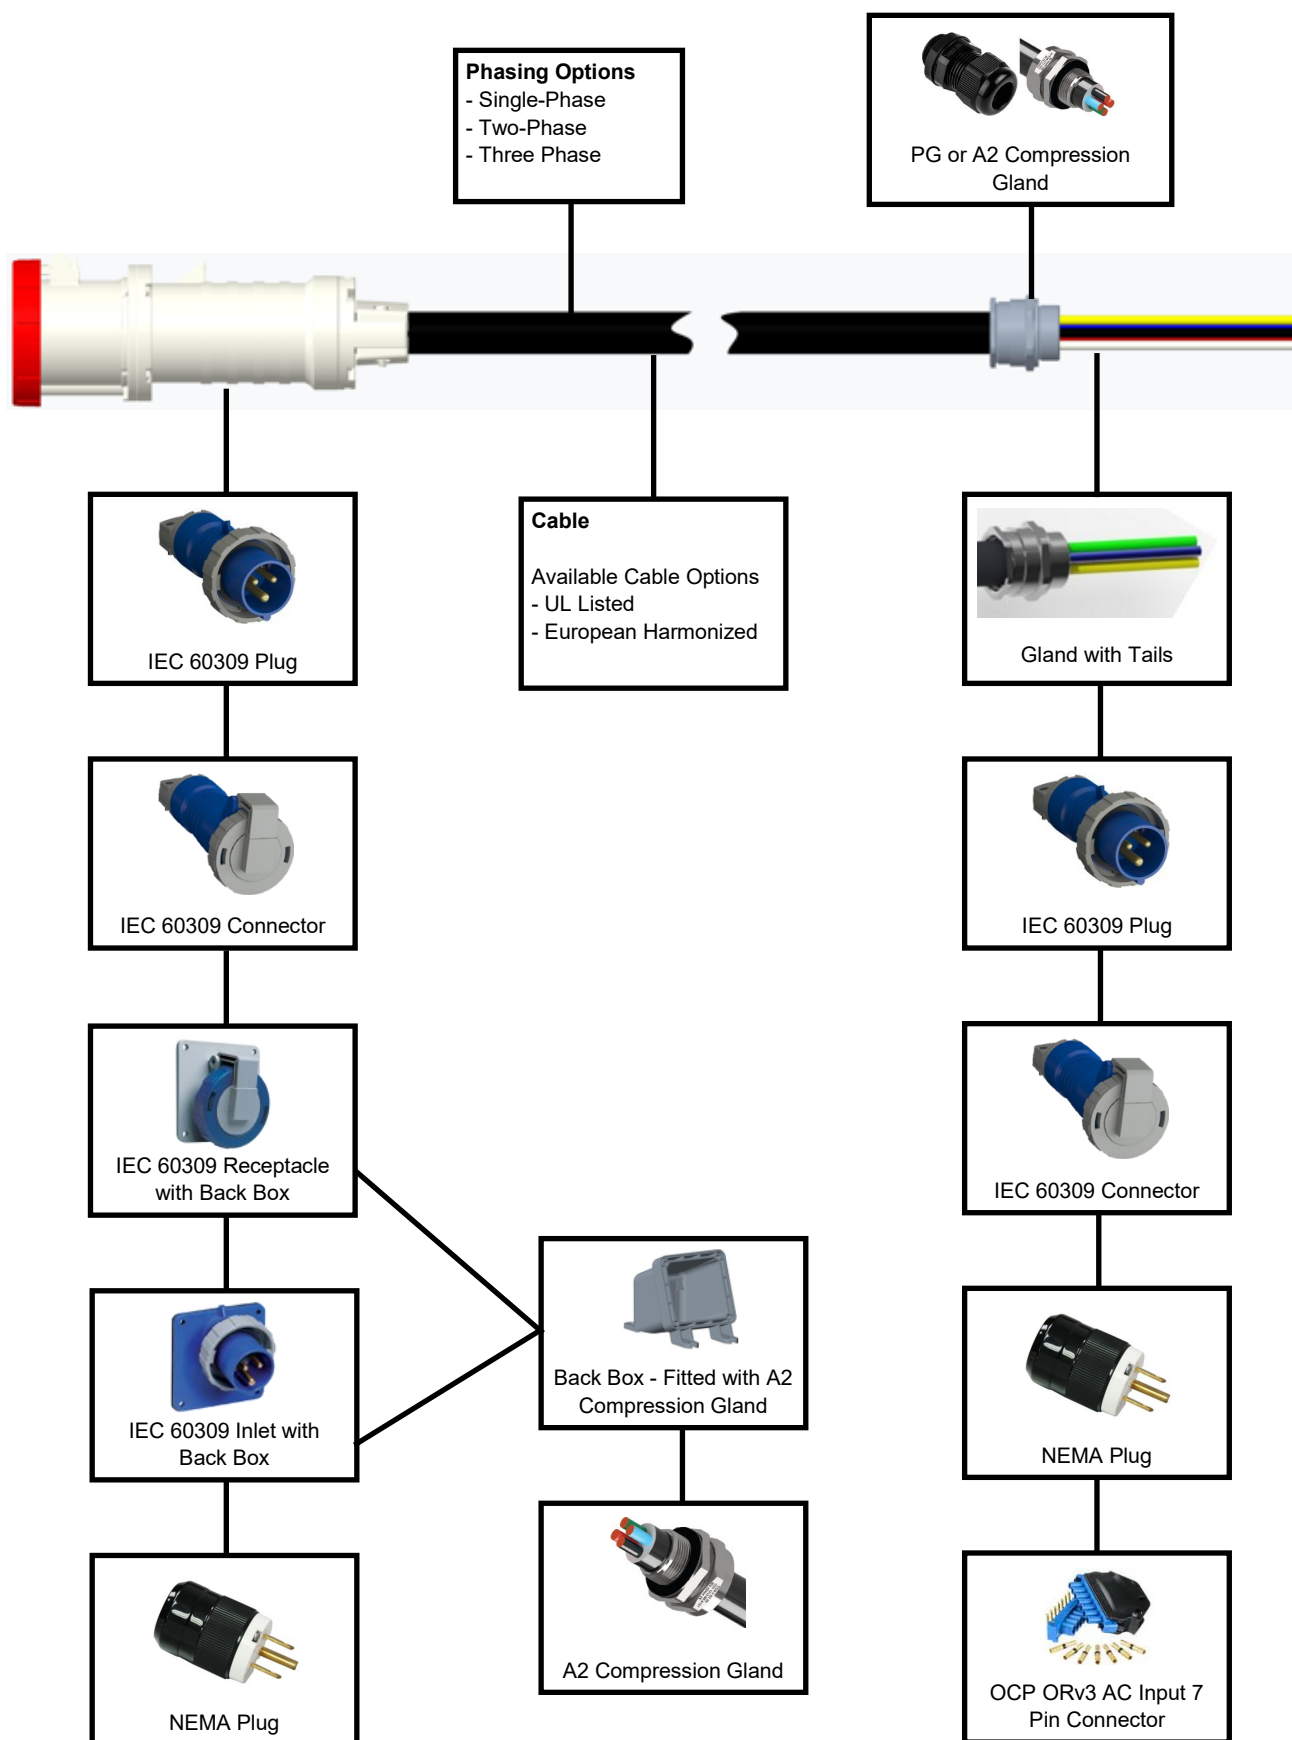 Phasing Options
- Single-Phase
- Two-Phase
- Three Phase
PG or A2 Compression
Gland
Cable
Available Cable Options
- UL Listed
- European Harmonized
IEC 60309 Plug
Gland with Tails
IEC 60309 Connector
IEC 60309 Plug
IEC 60309 Receptacle
with Back Box
IEC 60309 Connector
IEC 60309 Inlet with
Back Box
Back Box - Fitted with A2
Compression Gland
NEMA Plug
A2 Compression Gland
NEMA Plug
OCP ORv3 AC Input 7
Pin Connector